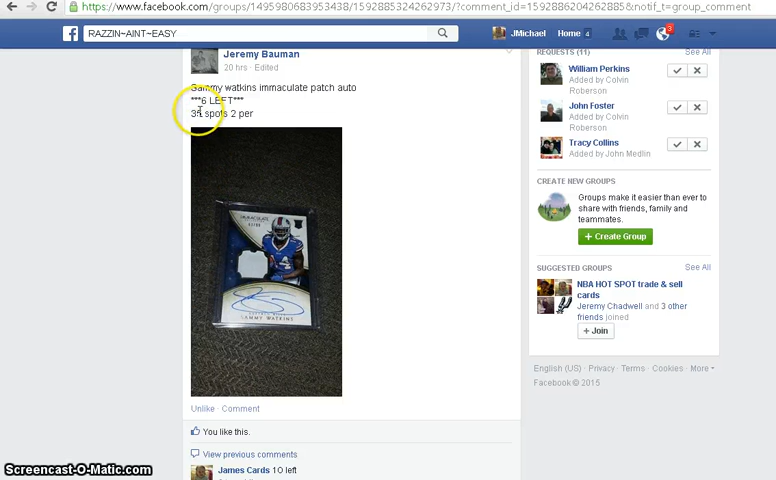 https://www.facebook.com/groups/1495980683953438/1592885324262973/?comment_id=1592886204262885&notif_t=group_comment
RAZZIN~AINT~EASY
JMichael
Home 4
3
Jeremy Bauman
20 hrs · Edited
Sammy watkins immaculate patch auto
***6 LEFT***
spots 2 per
IMMACULATE
SAMMY WATKINS
Unlike · Comment
You like this.
View previous comments
James Cards 10 left
REQUESTS (11)
See All
William Perkins
Added by Colvin
Roberson
John Foster
Added by Colvin
Roberson
Tracy Collins
Added by John Medlin
CREATE NEW GROUPS
Groups make it easier than ever to
share with friends, family and
teammates.
+ Create Group
SUGGESTED GROUPS
See All
NBA HOT SPOT trade & sell
cards
Jeremy Chadwell and 3 other
friends joined
+ Join
English (US) · Privacy · Terms · Cookies · More
Facebook © 2015
Screencast-O-Matic.com